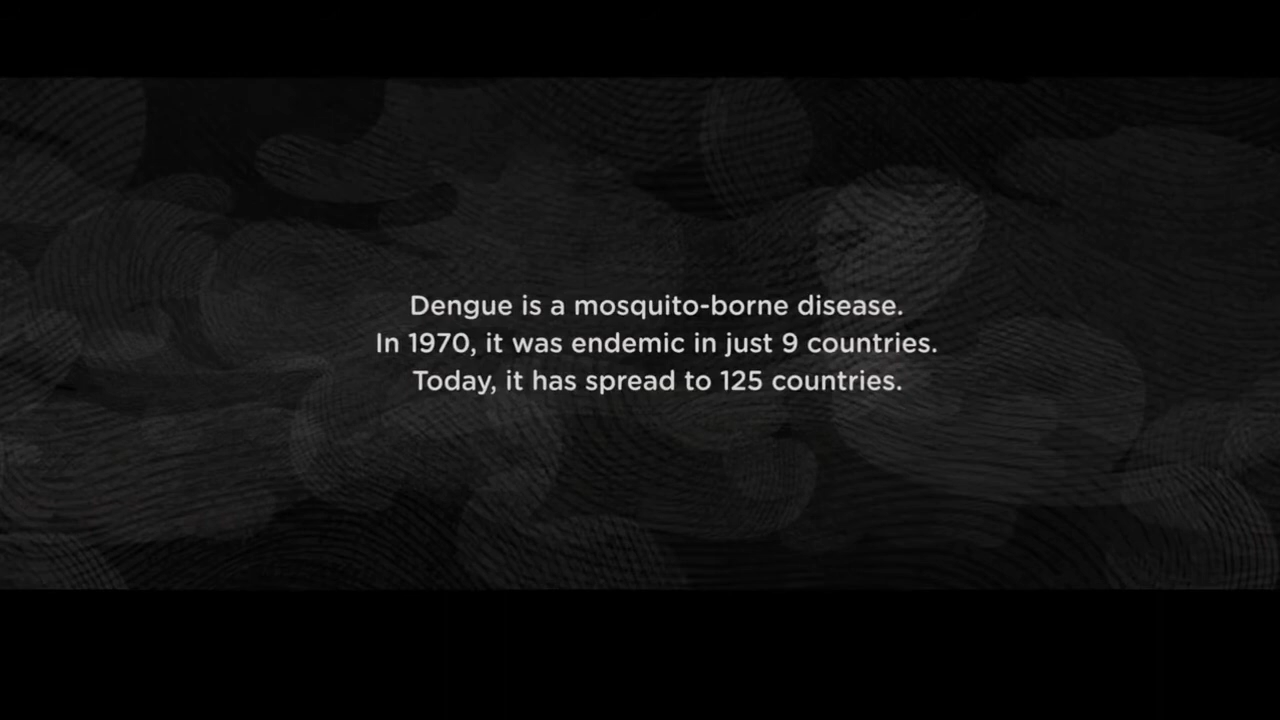 Dengue is a mosquito-borne disease.
In 1970, it was endemic in just 9 countries.
Today, it has spread to 125 countries.